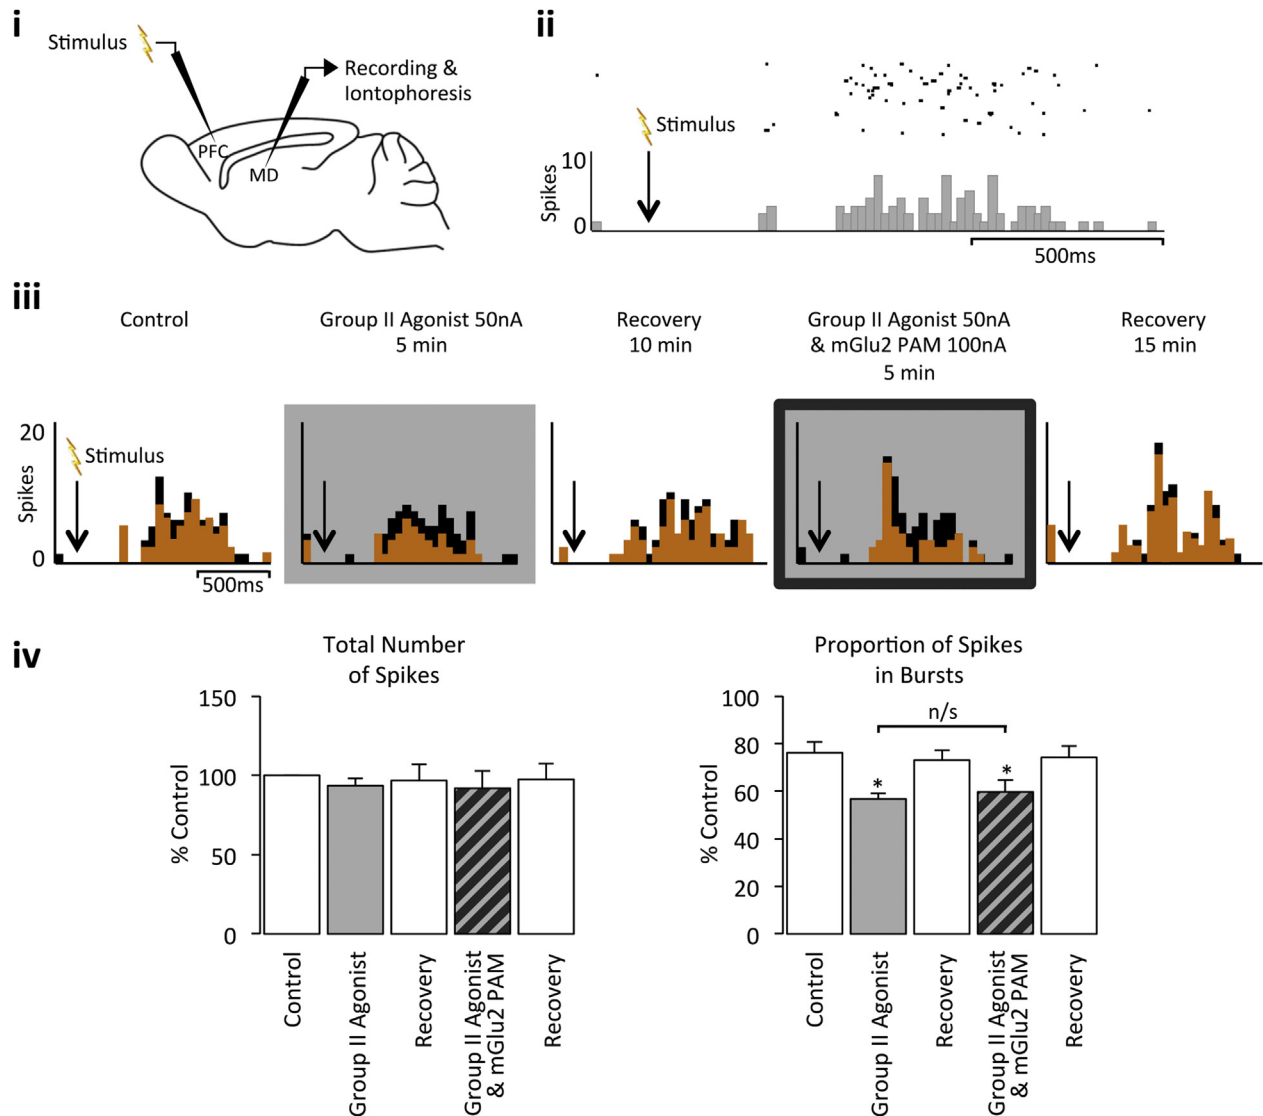 i
Stimulus
Recording &
Iontophoresis
PFC
MD
ii
Stimulus
10
Spikes
0
500ms
iii
Control
Group II Agonist 50nA
5 min
Recovery
10 min
Group II Agonist 50nA
& mGlu2 PAM 100nA
5 min
Recovery
15 min
20
Stimulus
Spikes
0
500ms
iv
Total Number
of Spikes
150
100
50
0
% Control
Control
Group II Agonist
Recovery
Group II Agonist
& mGlu2 PAM
Recovery
Proportion of Spikes
in Bursts
100
80
60
40
20
0
% Control
n/s
*
*
Control
Group II Agonist
Recovery
Group II Agonist
& mGlu2 PAM
Recovery